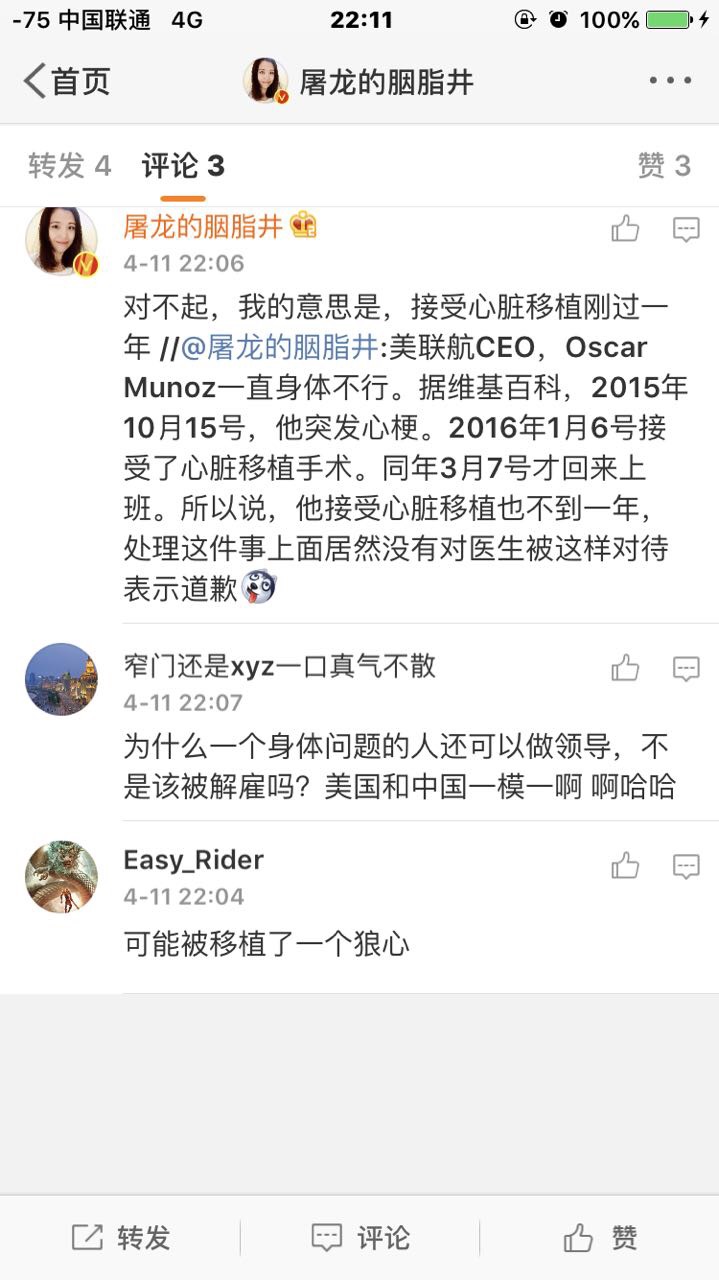 -75 中国联通 4G 22:11 100%
首页 屠龙的胭脂井
转发 4 评论 3 赞 3
屠龙的胭脂井
4-11 22:06
对不起，我的意思是，接受心脏移植刚过一
年 //@屠龙的胭脂井:美联航CEO，Oscar
Munoz一直身体不行。据维基百科，2015年
10月15号，他突发心梗。2016年1月6号接
受了心脏移植手术。同年3月7号才回来上
班。所以说，他接受心脏移植也不到一年，
处理这件事上面居然没有对医生被这样对待
表示道歉
窄门还是xyz一口真气不散
4-11 22:07
为什么一个身体问题的人还可以做领导，不
是该被解雇吗？美国和中国一模一啊 啊哈哈
Easy_Rider
4-11 22:04
可能被移植了一个狼心
转发 评论 赞